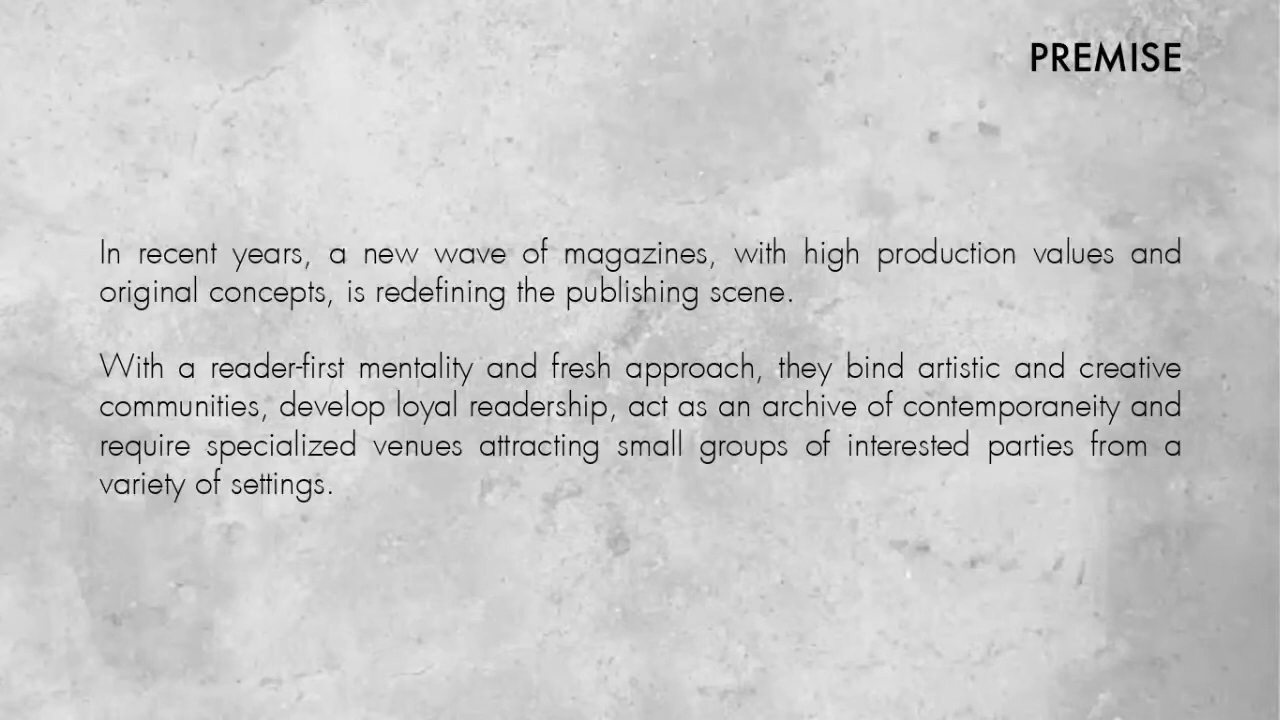 PREMISE
In recent years, a new wave of magazines, with high production values and
original concepts, is redefining the publishing scene.
With a reader-first mentality and fresh approach, they bind artistic and creative
communities, develop loyal readership, act as an archive of contemporaneity and
require specialized venues attracting small groups of interested parties from a
variety of settings.